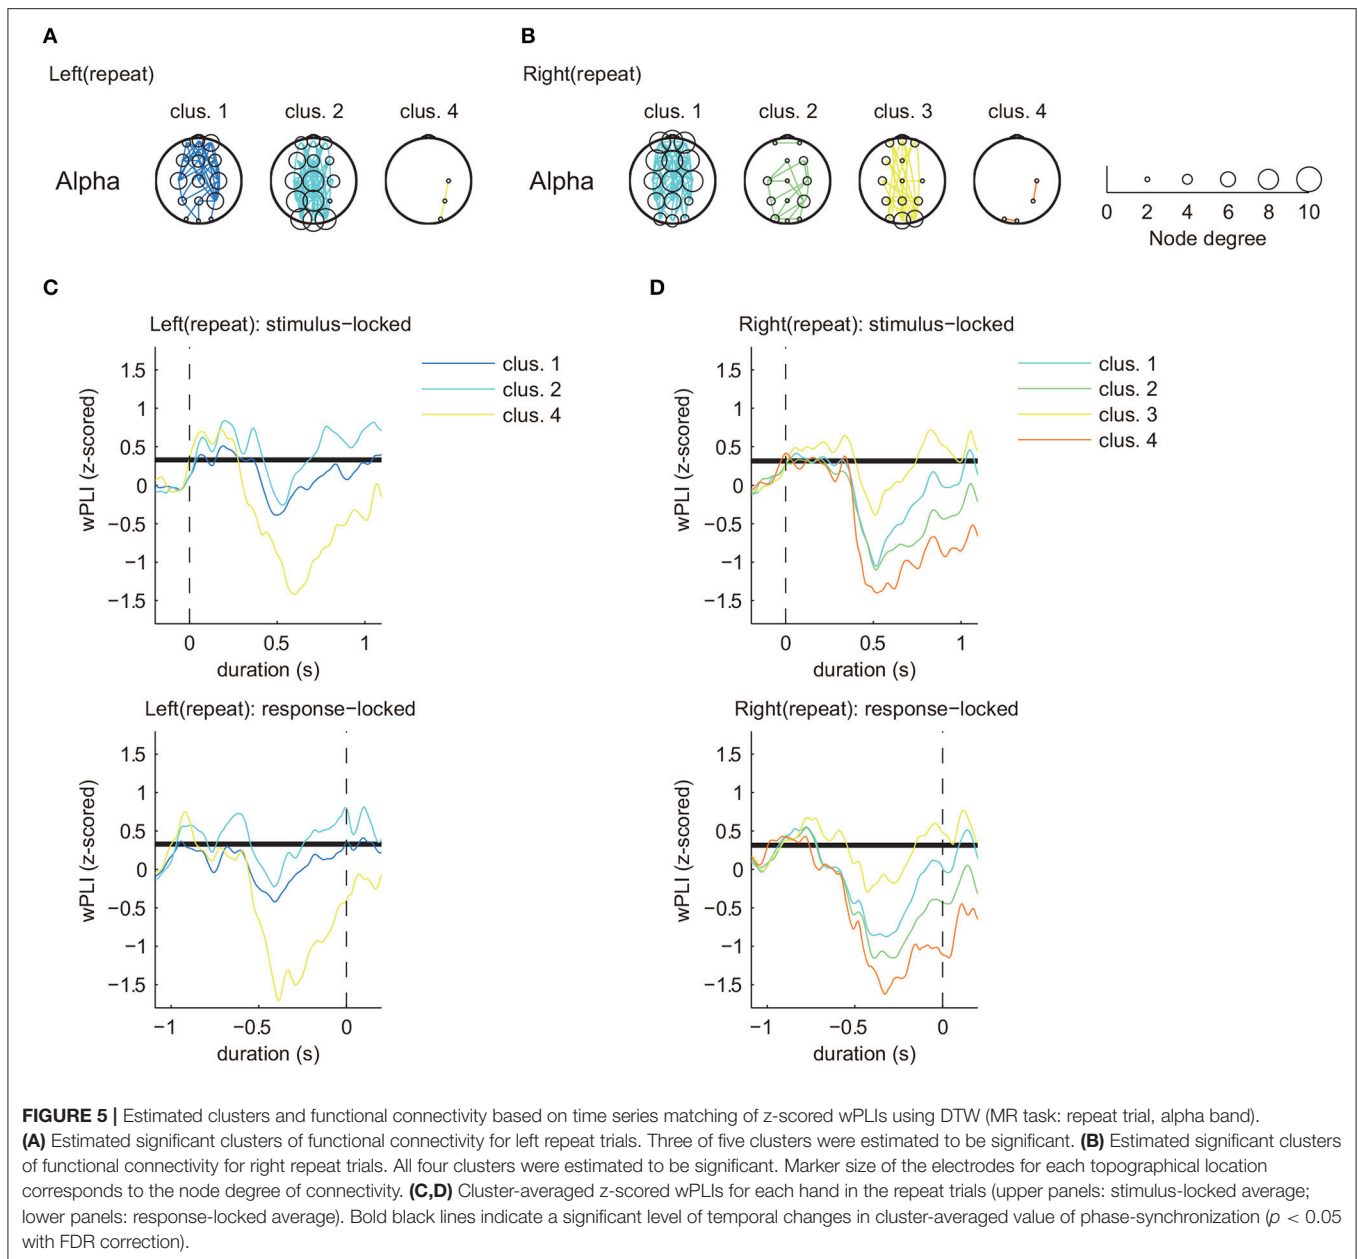 A
B
Left(repeat)
Right(repeat)
clus. 1 clus. 2 clus. 4
clus. 1 clus. 2 clus. 3 clus. 4
Alpha
Alpha
0 2 4 6 8 10
Node degree
C
D
Left(repeat): stimulus−locked
1.5
1
0.5
0
−0.5
−1
−1.5
wPLI (z-scored)
0 0.5 1
duration (s)
clus. 1
clus. 2
clus. 4
Right(repeat): stimulus−locked
1.5
1
0.5
0
−0.5
−1
−1.5
wPLI (z-scored)
0 0.5 1
duration (s)
clus. 1
clus. 2
clus. 3
clus. 4
Left(repeat): response−locked
1.5
1
0.5
0
−0.5
−1
−1.5
wPLI (z-scored)
−1 −0.5 0
duration (s)
Right(repeat): response−locked
1.5
1
0.5
0
−0.5
−1
−1.5
wPLI (z-scored)
−1 −0.5 0
duration (s)
FIGURE 5 | Estimated clusters and functional connectivity based on time series matching of z-scored wPLIs using DTW (MR task: repeat trial, alpha band).
(A) Estimated significant clusters of functional connectivity for left repeat trials. Three of five clusters were estimated to be significant. (B) Estimated significant clusters
of functional connectivity for right repeat trials. All four clusters were estimated to be significant. Marker size of the electrodes for each topographical location
corresponds to the node degree of connectivity. (C,D) Cluster-averaged z-scored wPLIs for each hand in the repeat trials (upper panels: stimulus-locked average;
lower panels: response-locked average). Bold black lines indicate a significant level of temporal changes in cluster-averaged value of phase-synchronization (p < 0.05
with FDR correction).